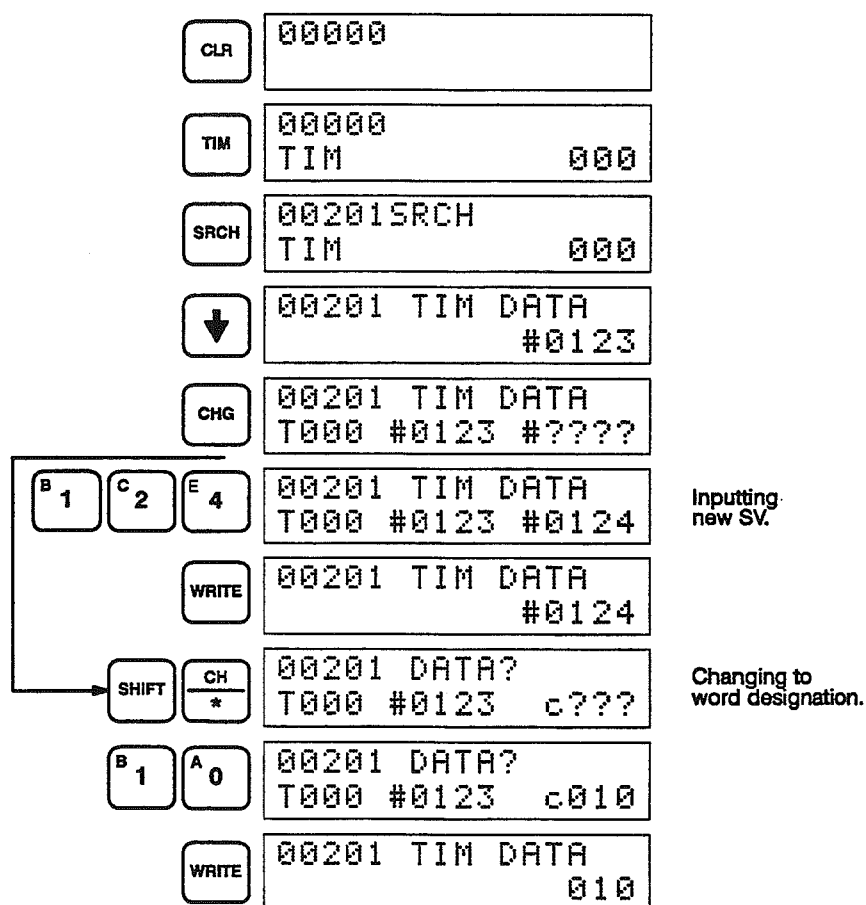 CLR
00000
TIM
00000
TIM 000
SRCH
00201SRCH
TIM 000
00201 TIM DATA
#0123
CHG
00201 TIM DATA
T000 #0123 #????
B 1 C 2 E 4
00201 TIM DATA
T000 #0123 #0124
Inputting
new SV.
WRITE
00201 TIM DATA
#0124
SHIFT CH *
00201 DATA?
T000 #0123 c???
Changing to
word designation.
B 1 A 0
00201 DATA?
T000 #0123 c010
WRITE
00201 TIM DATA
010